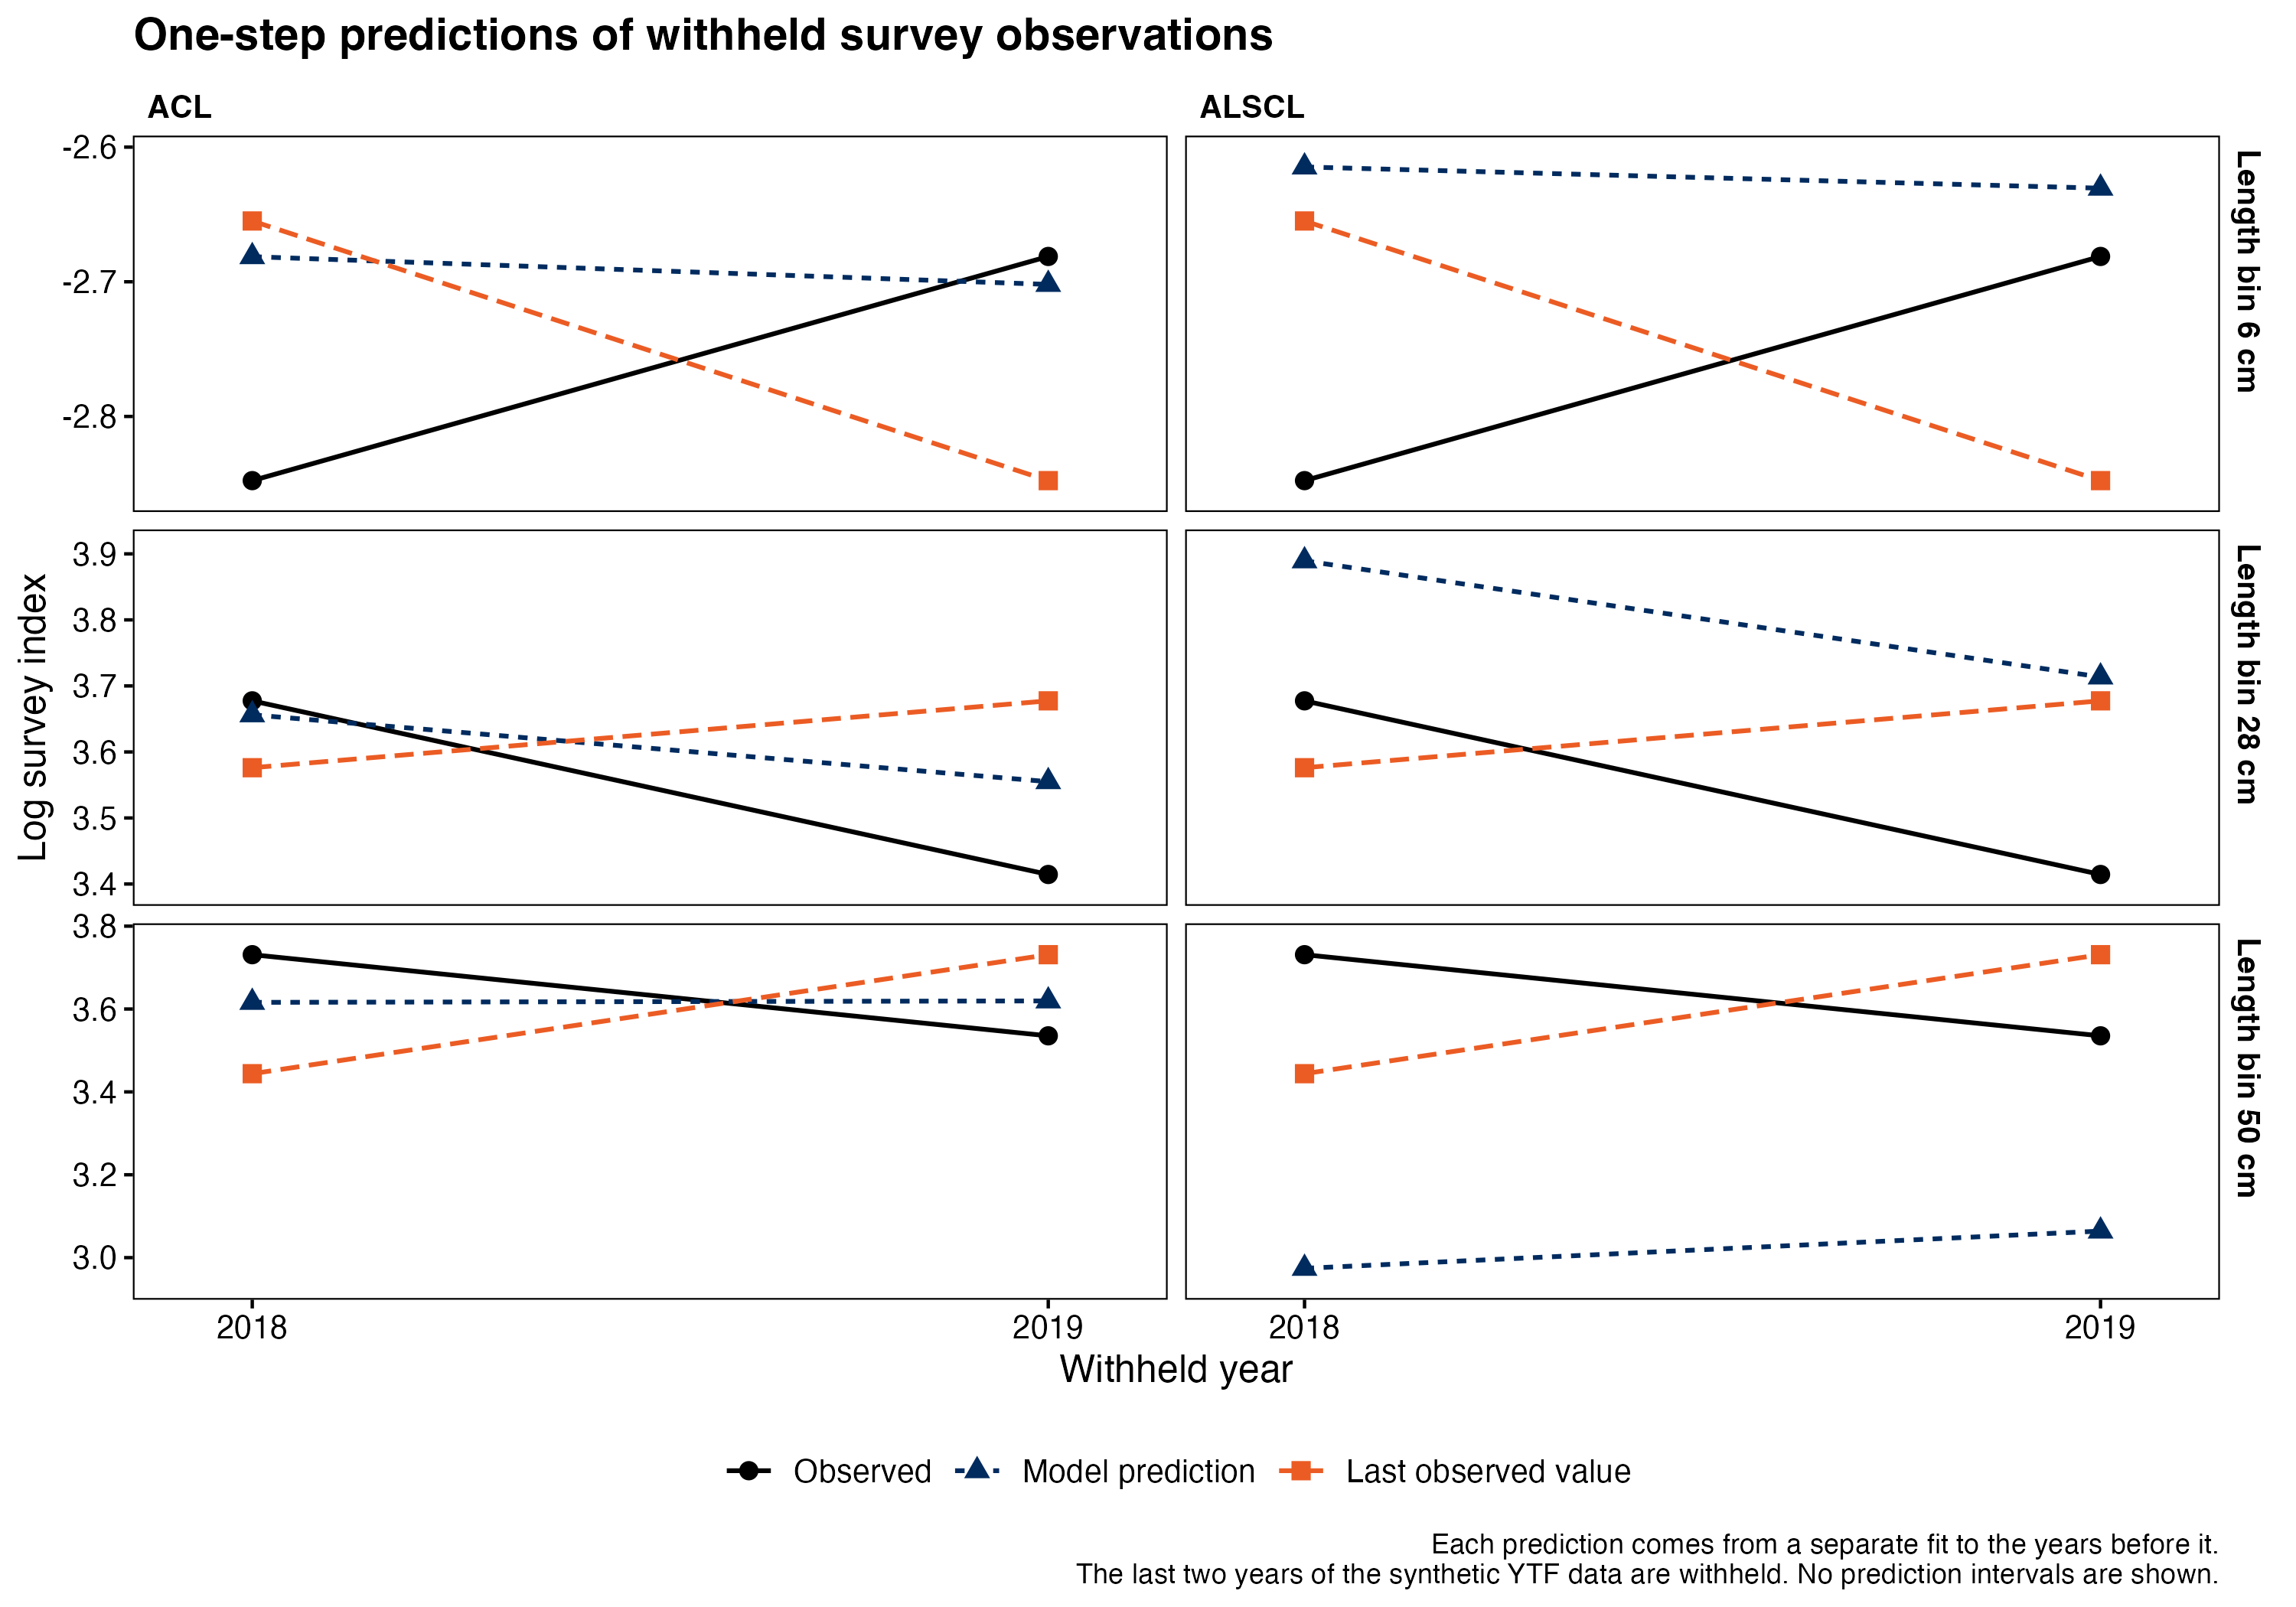 One-step predictions of withheld survey observations
ACL
ALSCL
-2.6
-2.7
-2.8
Length bin 6 cm
Log survey index
3.9
3.8
3.7
3.6
3.5
3.4
Length bin 28 cm
3.8
3.6
3.4
3.2
3.0
Length bin 50 cm
2018
2019
2018
2019
Withheld year
Observed
Model prediction
Last observed value
Each prediction comes from a separate fit to the years before it.
The last two years of the synthetic YTF data are withheld. No prediction intervals are shown.